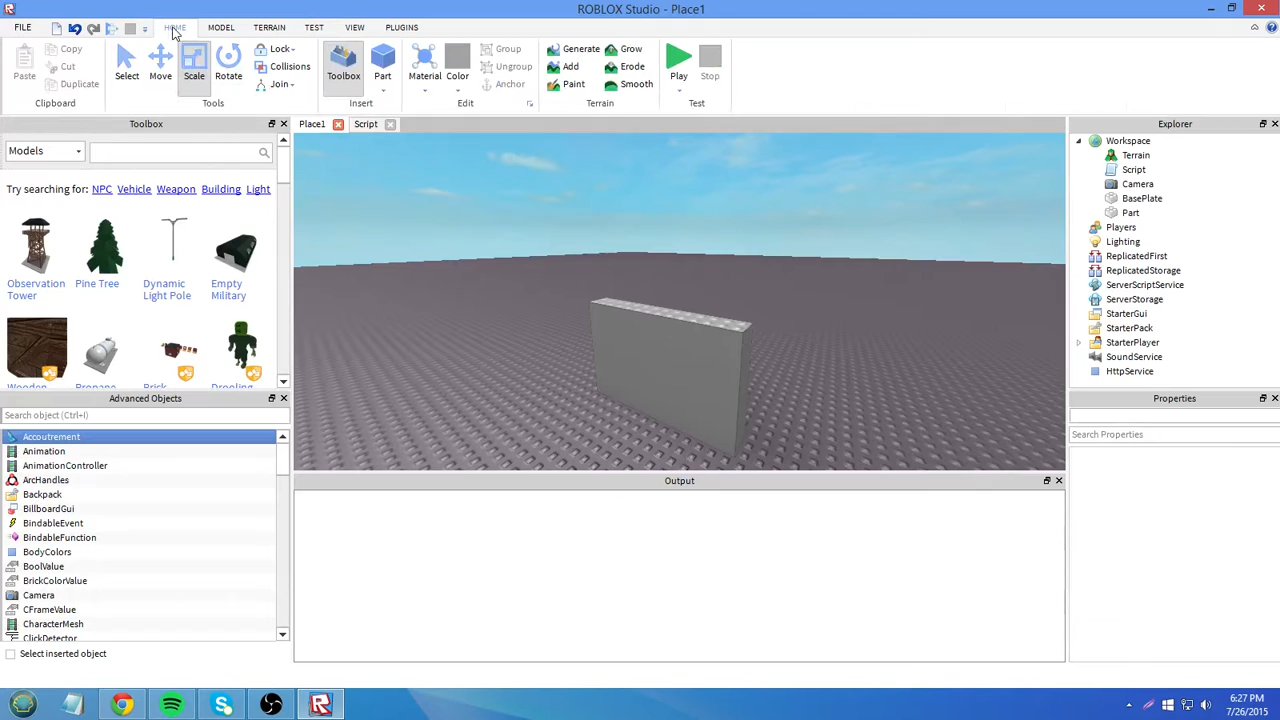 ROBLOX Studio - Place1
FILE HOME MODEL TERRAIN TEST VIEW PLUGINS
Paste Copy Cut Duplicate Clipboard
Select Move Scale Rotate Lock Collisions Join Tools
Toolbox Part Insert
Material Color Group Ungroup Anchor Edit
Generate Add Paint Grow Erode Smooth Terrain
Play Stop Test
Toolbox
Models
Try searching for: NPC Vehicle Weapon Building Light
Observation Tower
Pine Tree
Dynamic Light Pole
Empty Military
Wooden Propane Brick Drooling
Advanced Objects
Search object (Ctrl+I)
Accoutrement
Animation
AnimationController
ArcHandles
Backpack
BillboardGui
BindableEvent
BindableFunction
BodyColors
BoolValue
BrickColorValue
Camera
CFrameValue
CharacterMesh
ClickDetector
Select inserted object
Place1 Script
Output
Explorer
Workspace
Terrain
Script
Camera
BasePlate
Part
Players
Lighting
ReplicatedFirst
ReplicatedStorage
ServerScriptService
ServerStorage
StarterGui
StarterPack
StarterPlayer
SoundService
HttpService
Properties
Search Properties
6:27 PM
7/26/2015